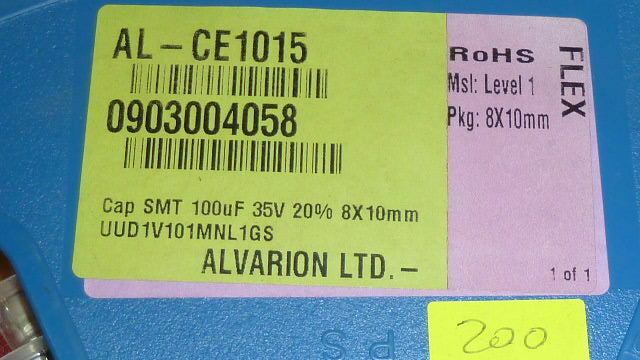 AL-CE1015
0903004058
Cap SMT 100uF 35V 20% 8X10mm
UUD1V101MNL1GS
ALVARION LTD.-
RoHS
Msl: Level 1
Pkg: 8X10mm
FLEX
1 of 1
PS
200